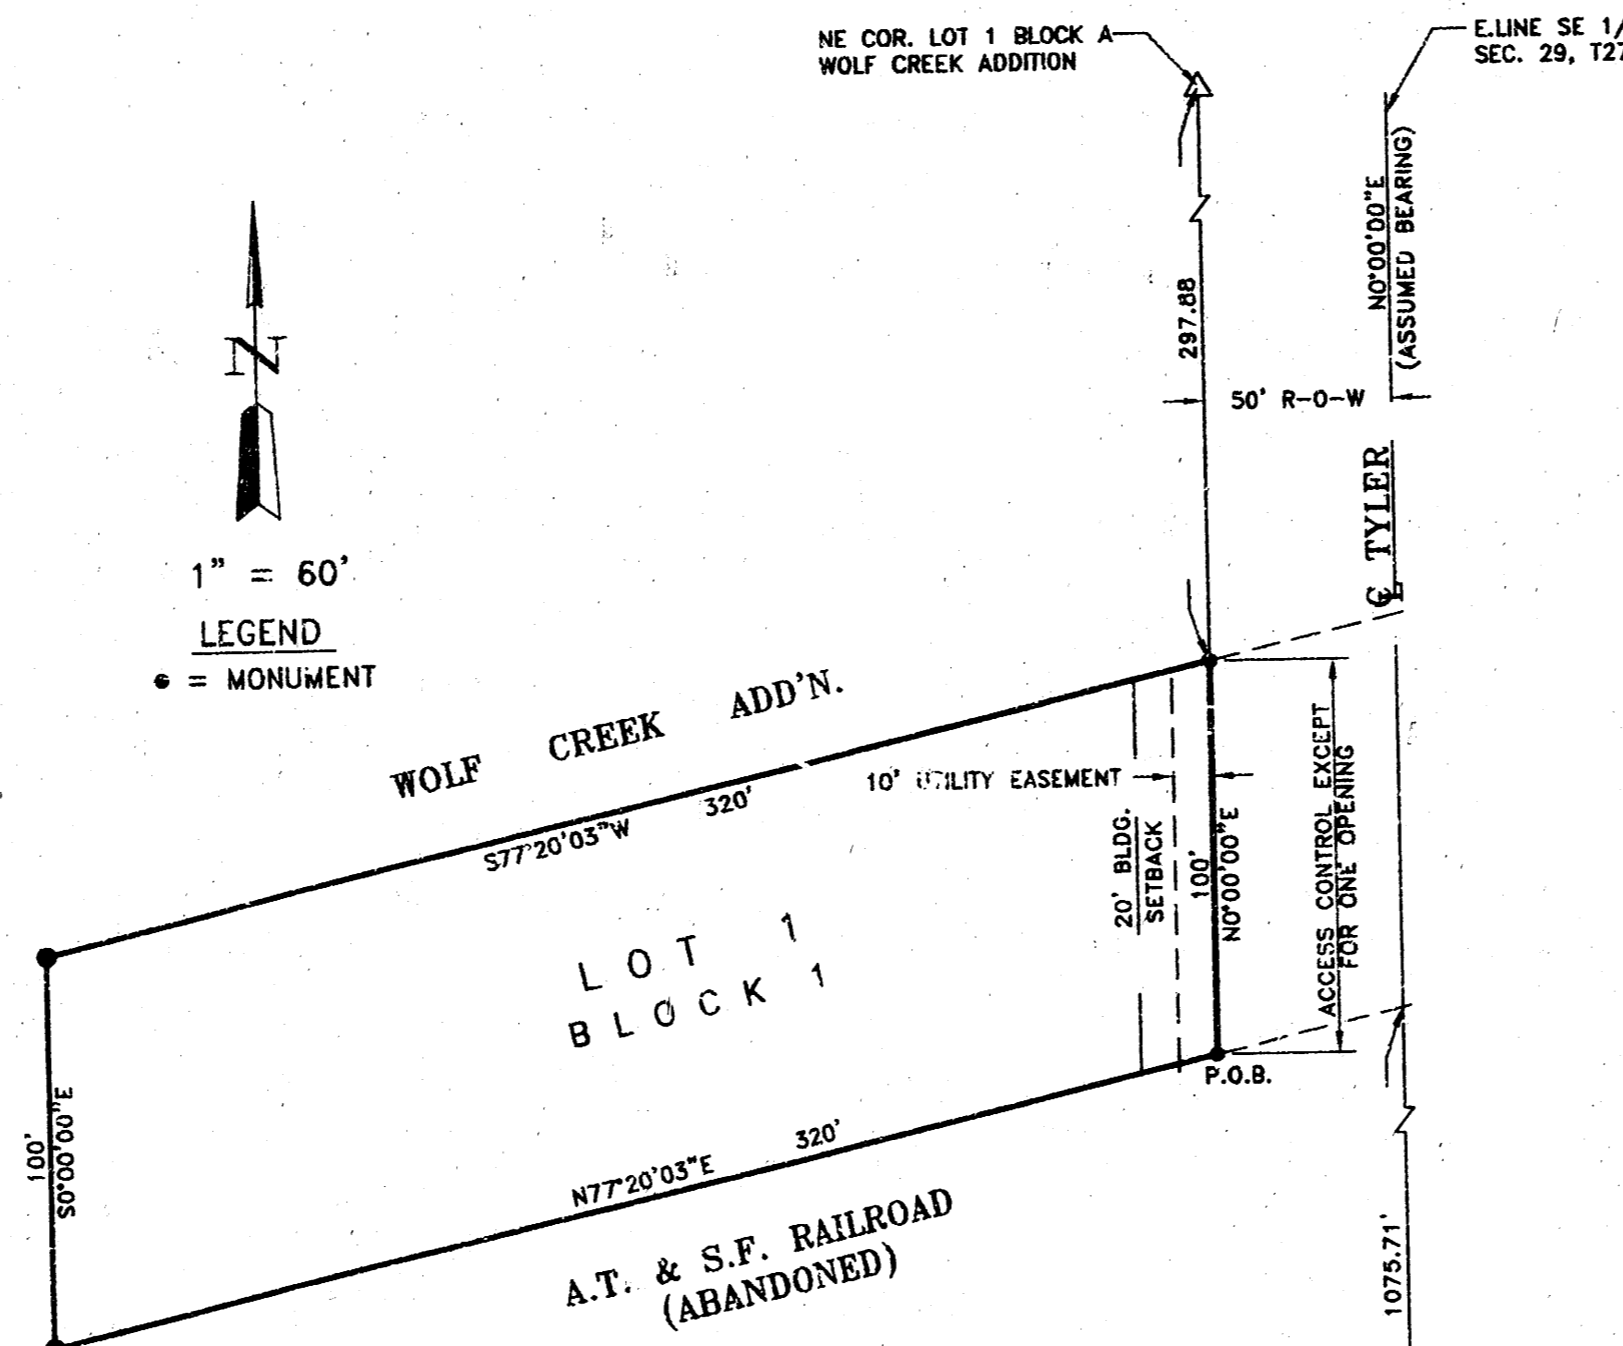 NE COR. LOT 1 BLOCK A
WOLF CREEK ADDITION
E.LINE SE 1/
SEC. 29, T27
N0°00'00"E
(ASSUMED BEARING)
297.88
50' R-O-W
℄ TYLER
N
1" = 60'
LEGEND
= MONUMENT
WOLF CREEK ADD'N.
S77°20'03"W
320'
10' UTILITY EASEMENT
20' BLDG.
SETBACK
100'
N0°00'00"E
ACCESS CONTROL EXCEPT
FOR ONE OPENING
LOT 1
BLOCK 1
P.O.B.
100'
S0°00'00"E
N77°20'03"E
320'
A.T. & S.F. RAILROAD
(ABANDONED)
1075.71'